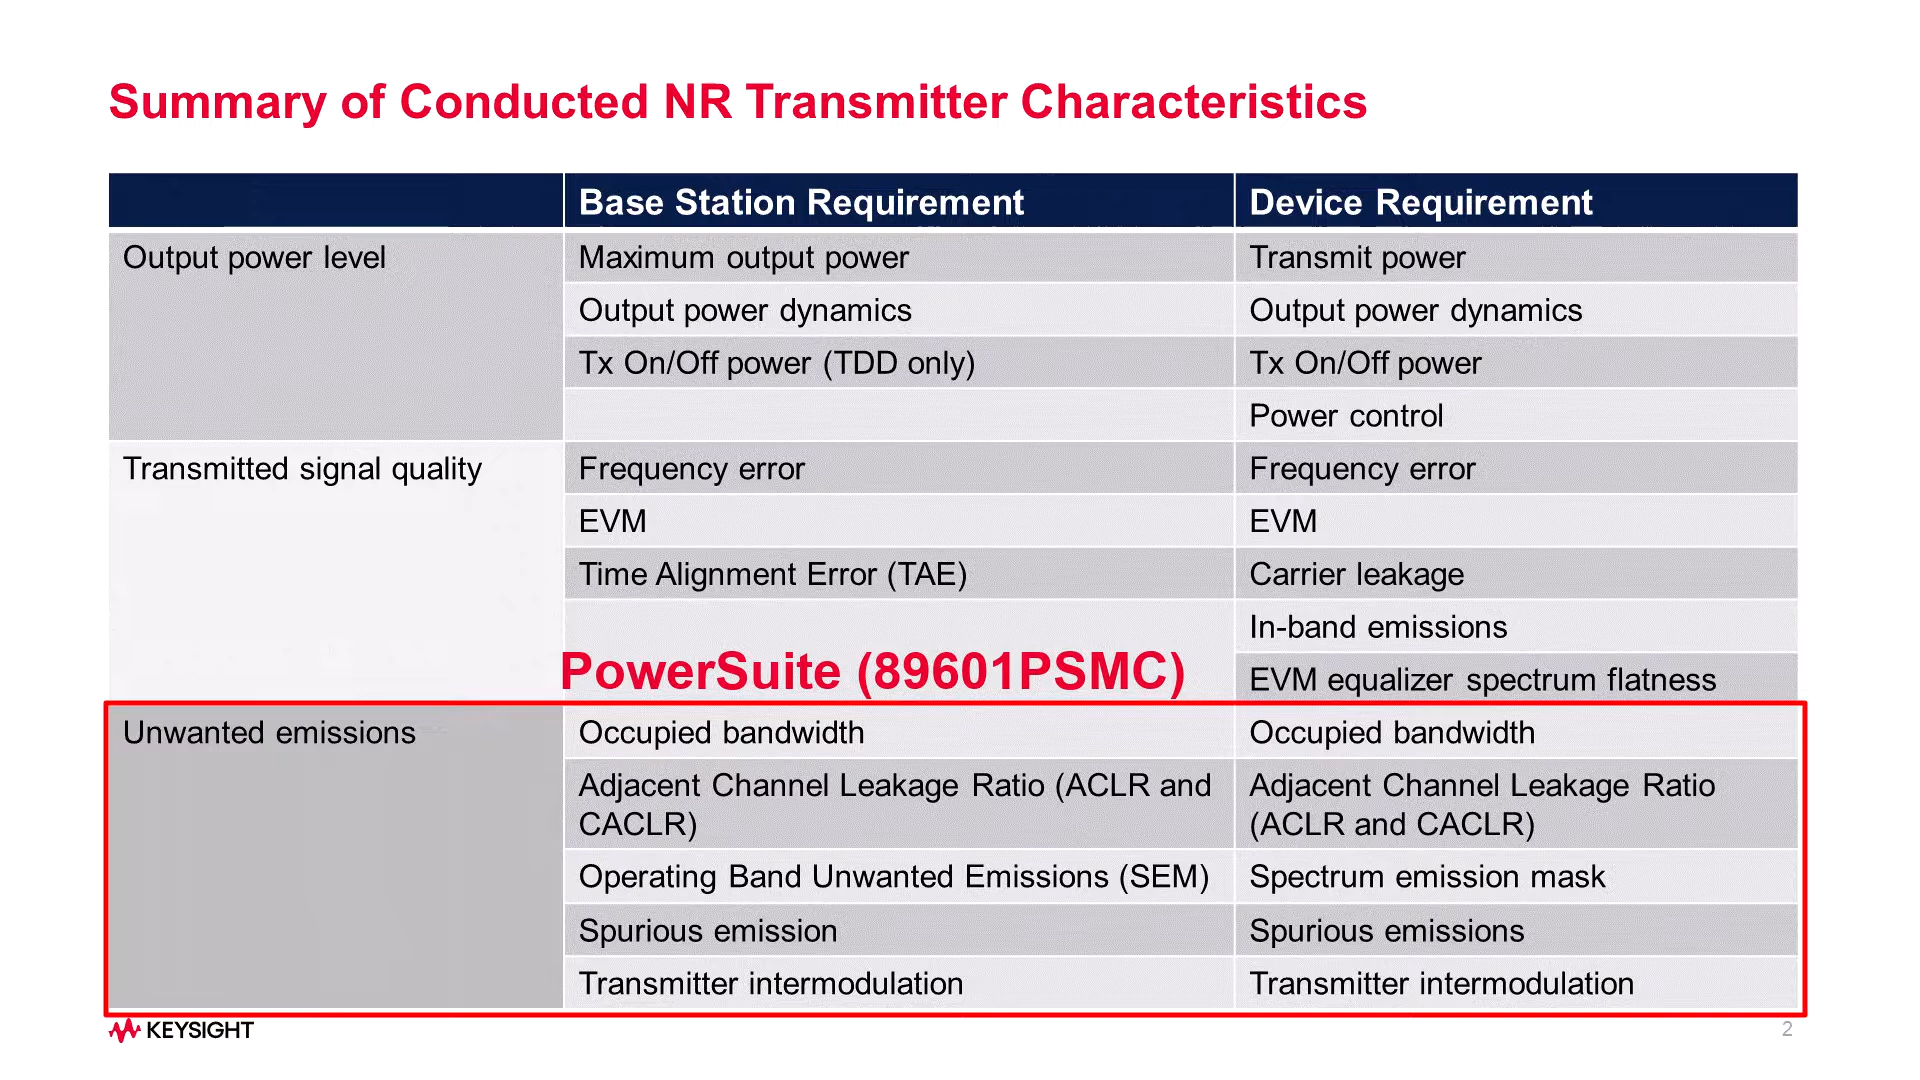 Summary of Conducted NR Transmitter Characteristics
Base Station Requirement
Device Requirement
Output power level
Maximum output power
Transmit power
Output power dynamics
Output power dynamics
Tx On/Off power (TDD only)
Tx On/Off power
Power control
Transmitted signal quality
Frequency error
Frequency error
EVM
EVM
Time Alignment Error (TAE)
Carrier leakage
In-band emissions
PowerSuite (89601PSMC)
EVM equalizer spectrum flatness
Unwanted emissions
Occupied bandwidth
Occupied bandwidth
Adjacent Channel Leakage Ratio (ACLR and
CACLR)
Adjacent Channel Leakage Ratio
(ACLR and CACLR)
Operating Band Unwanted Emissions (SEM)
Spectrum emission mask
Spurious emission
Spurious emissions
Transmitter intermodulation
Transmitter intermodulation
KEYSIGHT
2